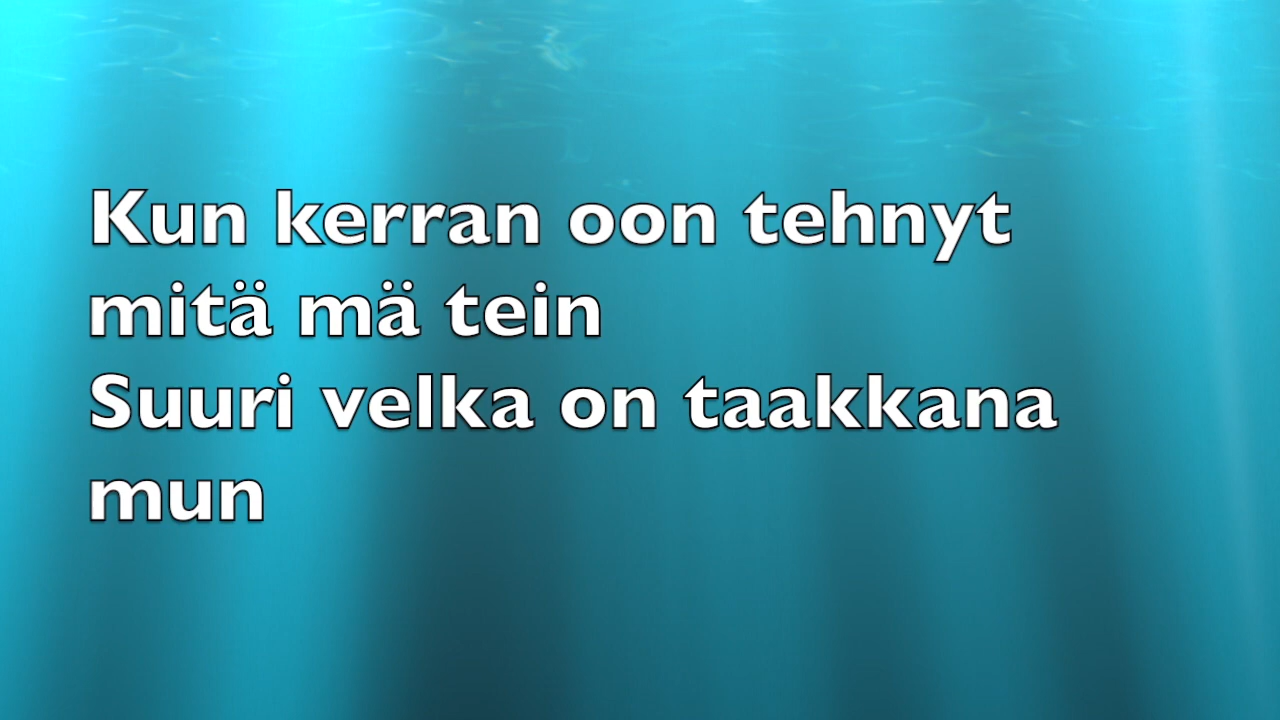 Kun kerran oon tehnyt
mitä mä tein
Suuri velka on taakkana
mun